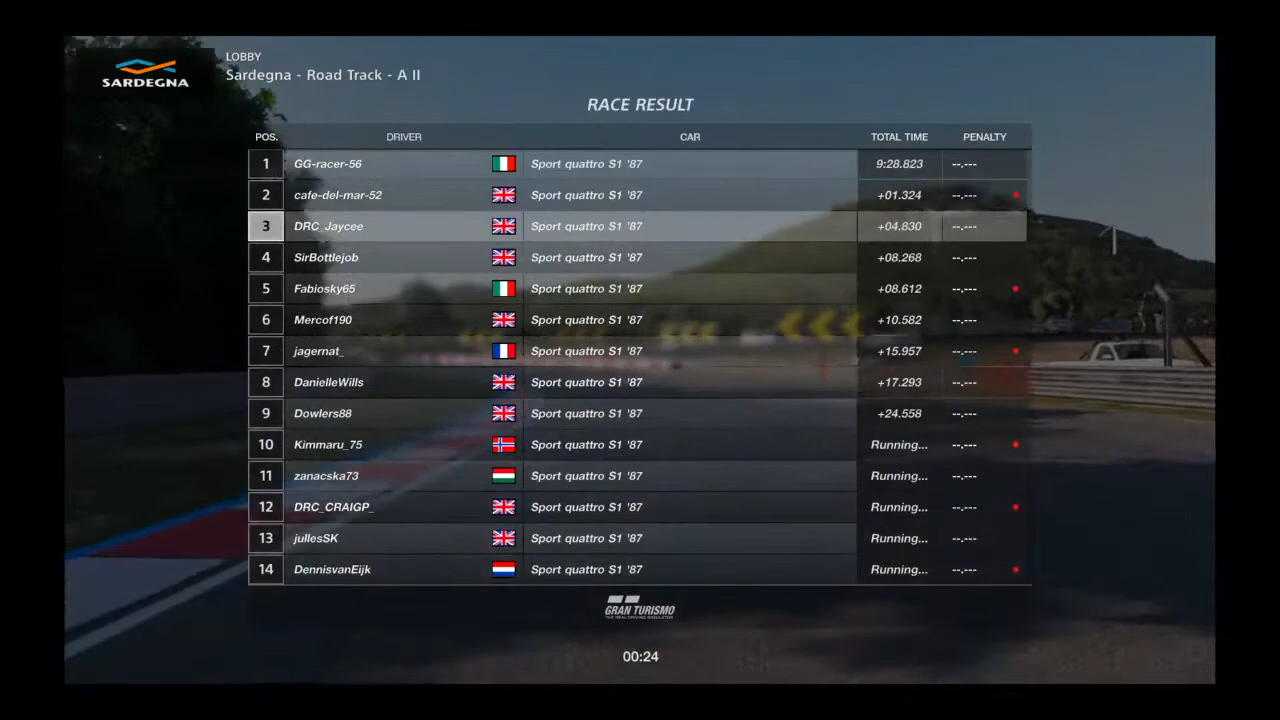 LOBBY
Sardegna - Road Track - A II
SARDEGNA
RACE RESULT
POS. DRIVER CAR TOTAL TIME PENALTY
1 GG-racer-56 Sport quattro S1 '87 9:28.823 --.---
2 cafe-del-mar-52 Sport quattro S1 '87 +01.324 --.---
3 DRC_Jaycee Sport quattro S1 '87 +04.830 --.---
4 SirBottlejob Sport quattro S1 '87 +08.268 --.---
5 Fabiosky65 Sport quattro S1 '87 +08.612 --.---
6 Mercof190 Sport quattro S1 '87 +10.582 --.---
7 jagernat_ Sport quattro S1 '87 +15.957 --.---
8 DanielleWills Sport quattro S1 '87 +17.293 --.---
9 Dowlers88 Sport quattro S1 '87 +24.558 --.---
10 Kimmaru_75 Sport quattro S1 '87 Running... --.---
11 zanacska73 Sport quattro S1 '87 Running... --.---
12 DRC_CRAIGP_ Sport quattro S1 '87 Running... --.---
13 jullesSK Sport quattro S1 '87 Running... --.---
14 DennisvanEijk Sport quattro S1 '87 Running... --.---
GRAN TURISMO
THE REAL DRIVING SIMULATOR
00:24